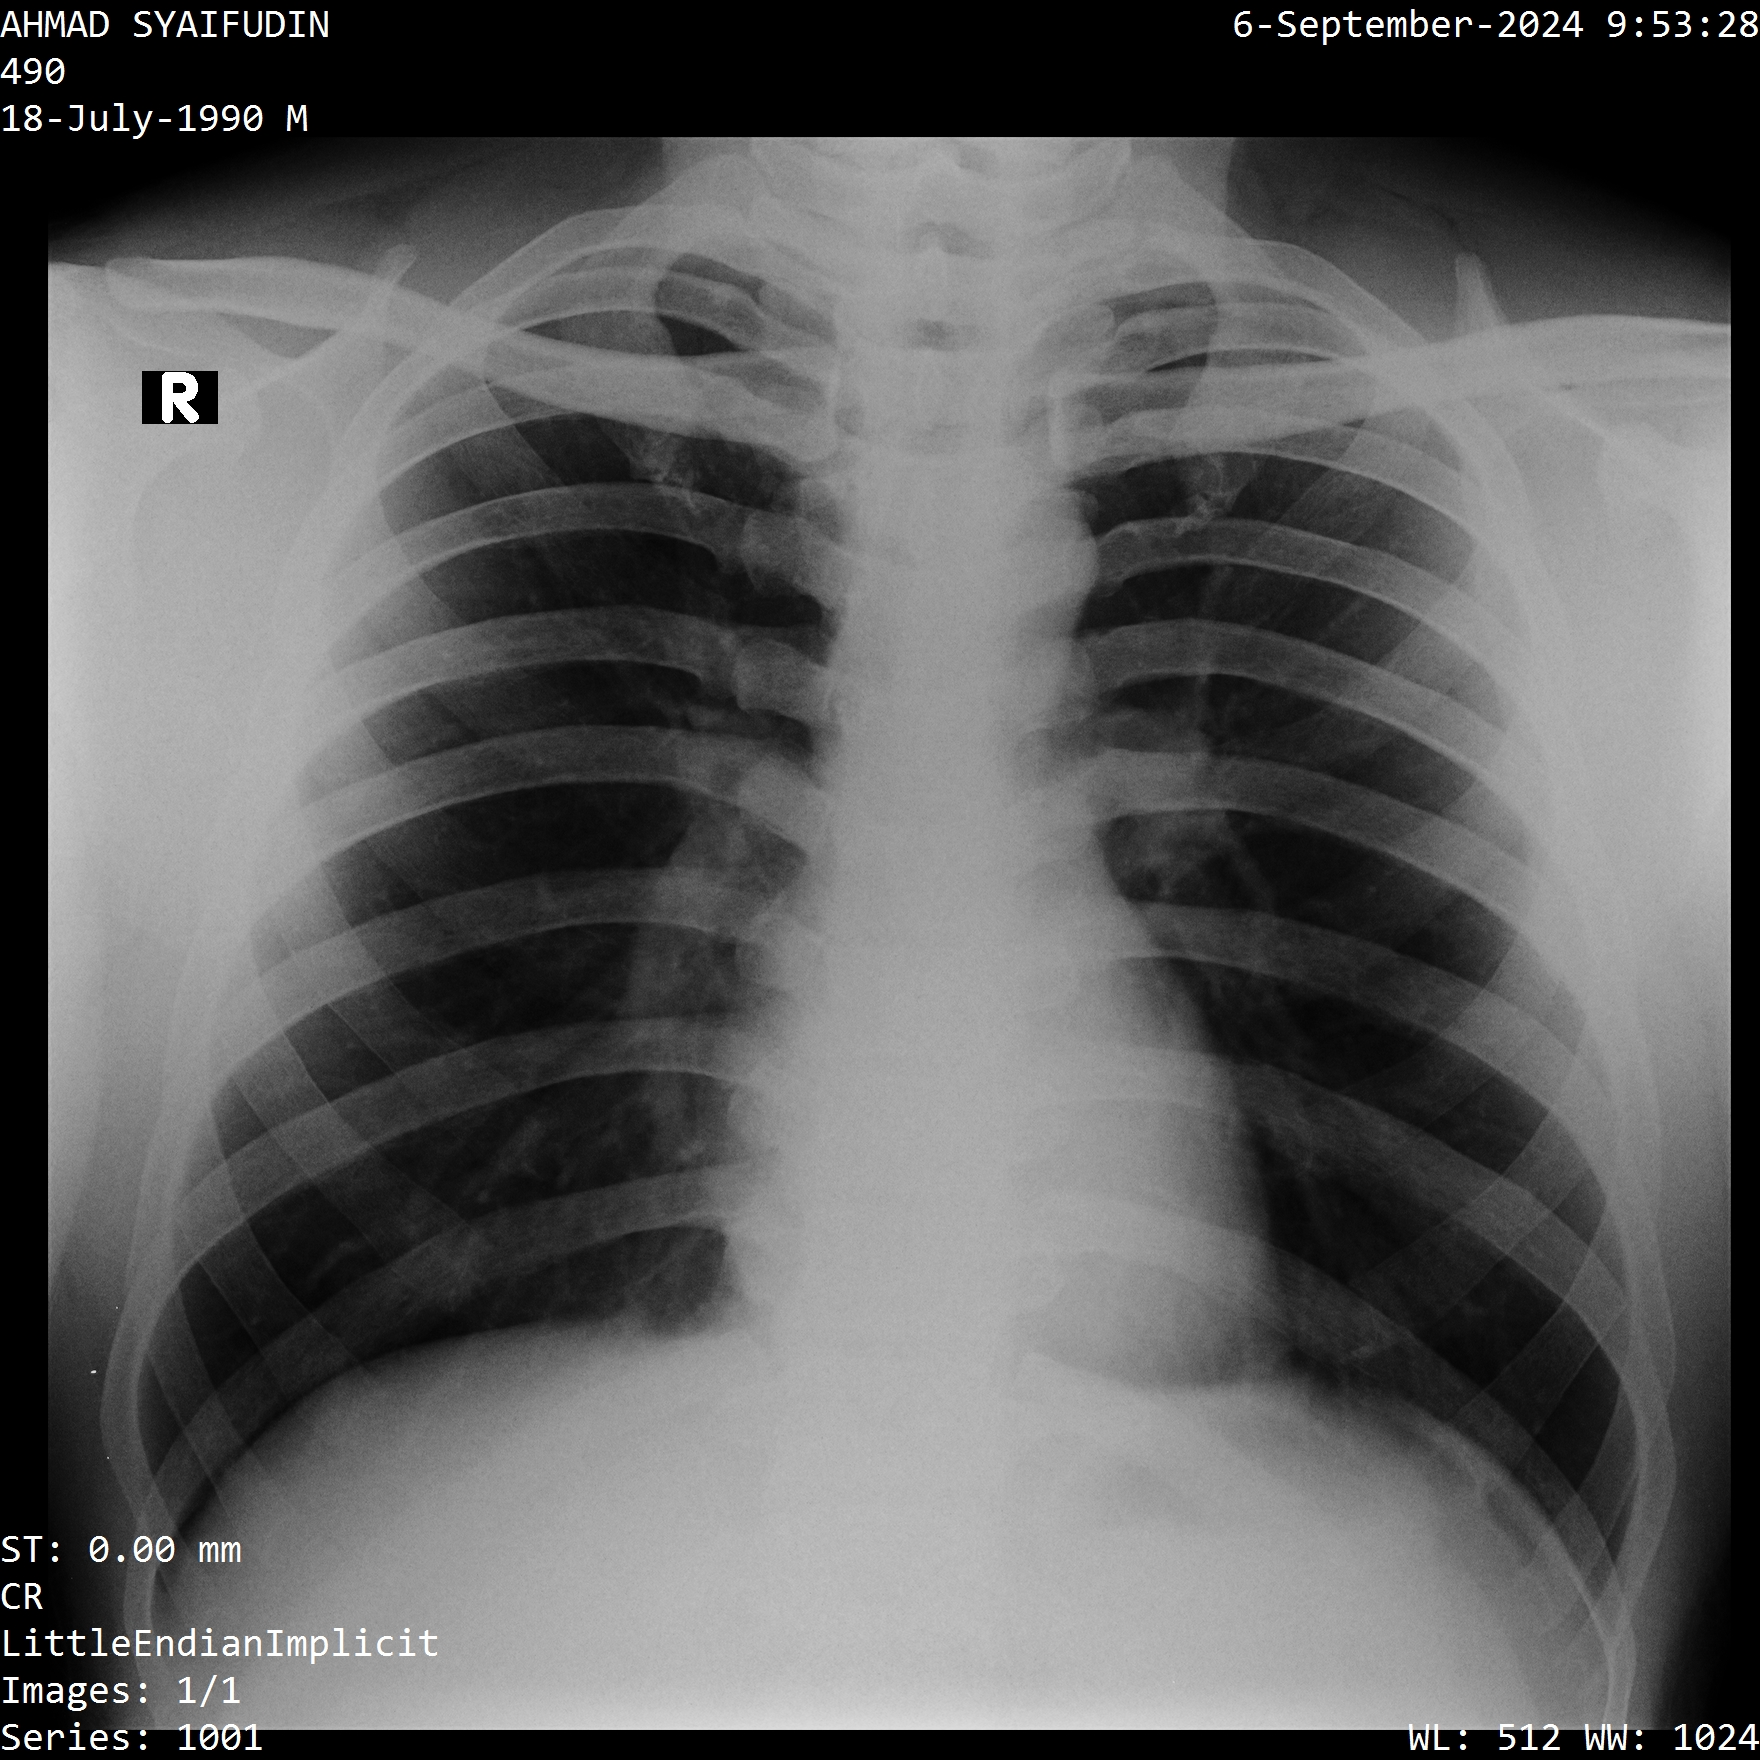 AHMAD SYAIFUDIN
490
18-July-1990 M
6-September-2024 9:53:28
R
ST: 0.00 mm
CR
LittleEndianImplicit
Images: 1/1
Series: 1001
WL: 512 WW: 1024